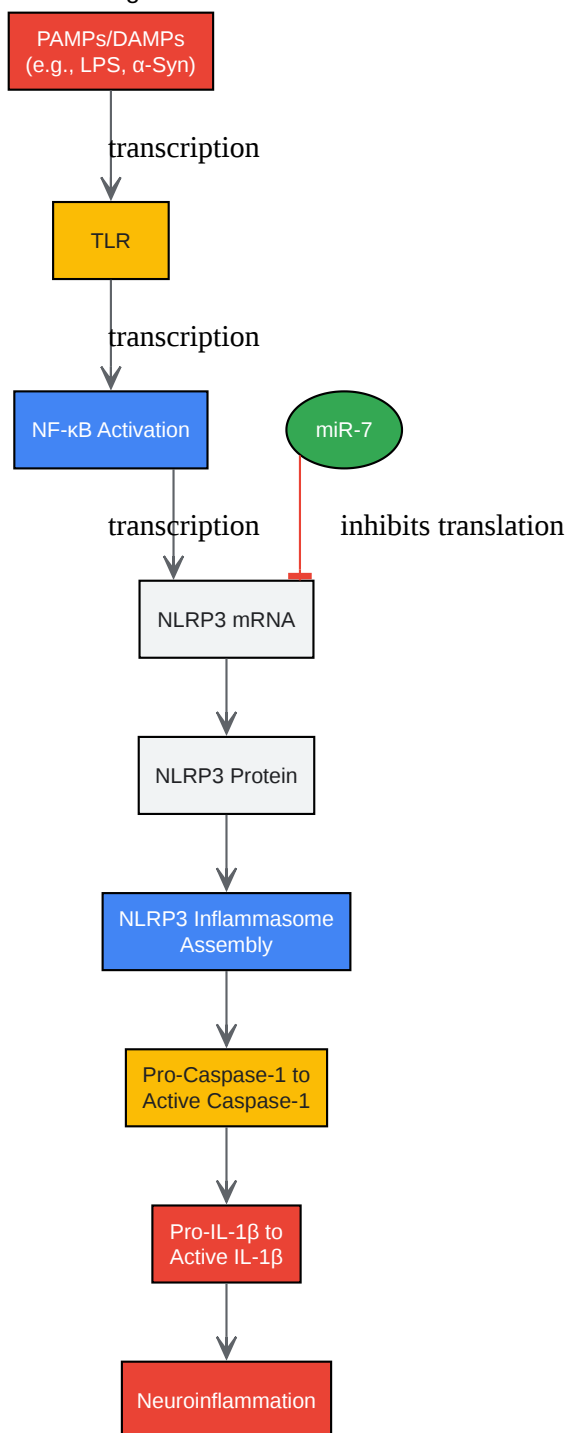 PAMPs/DAMPs
(e.g., LPS, α-Syn)
transcription
TLR
transcription
NF-κB Activation
miR-7
transcription
inhibits translation
NLRP3 mRNA
NLRP3 Protein
NLRP3 Inflammasome
Assembly
Pro-Caspase-1 to
Active Caspase-1
Pro-IL-1β to
Active IL-1β
Neuroinflammation